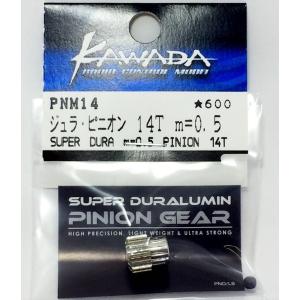 KAWADA
RADIO CONTROL MODEL
PNM14 ★600
ジュラ・ピニオン 14T m=0.5
SUPER DURA m=0.5 PINION 14T
SUPER DURALUMIN
PINION GEAR
HIGH PRECISION, LIGHT WEIGHT & ULTRA STRONG